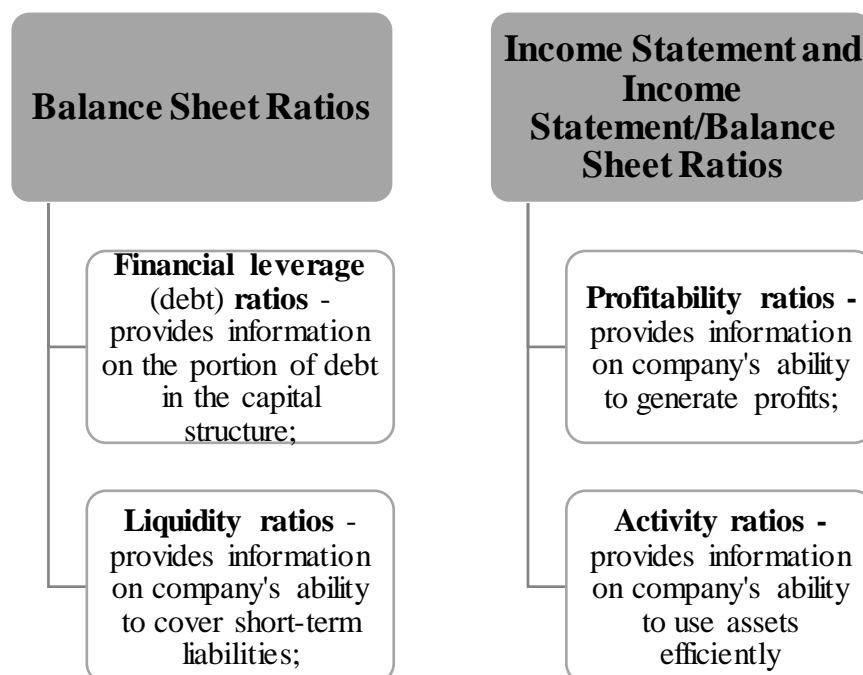 Balance Sheet Ratios
Financial leverage
(debt) ratios -
provides information
on the portion of debt
in the capital
structure;
Liquidity ratios -
provides information
on company's ability
to cover short-term
liabilities;
Income Statement and
Income
Statement/Balance
Sheet Ratios
Profitability ratios -
provides information
on company's ability
to generate profits;
Activity ratios -
provides information
on company's ability
to use assets
efficiently